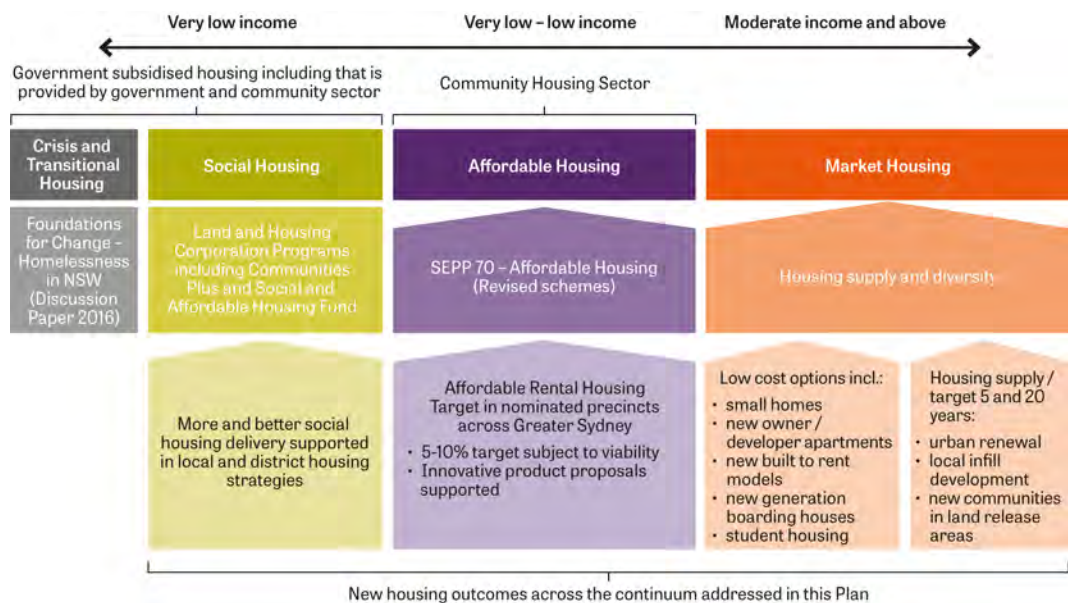 Very low income
Very low – low income
Moderate income and above
Government subsidised housing including that is
provided by government and community sector
Community Housing Sector
Crisis and
Transitional
Housing
Social Housing
Affordable Housing
Market Housing
Foundations
for Change –
Homelessness
in NSW
(Discussion
Paper 2016)
Land and Housing
Corporation Programs
including Communities
Plus and Social and
Affordable Housing Fund
SEPP 70 – Affordable Housing
(Revised schemes)
Housing supply and diversity
More and better social
housing delivery supported
in local and district housing
strategies
Affordable Rental Housing
Target in nominated precincts
across Greater Sydney
• 5-10% target subject to viability
• Innovative product proposals
supported
Low cost options incl.:
• small homes
• new owner /
developer apartments
• new built to rent
models
• new generation
boarding houses
• student housing
Housing supply /
target 5 and 20
years:
• urban renewal
• local infill
development
• new communities
in land release
areas
New housing outcomes across the continuum addressed in this Plan